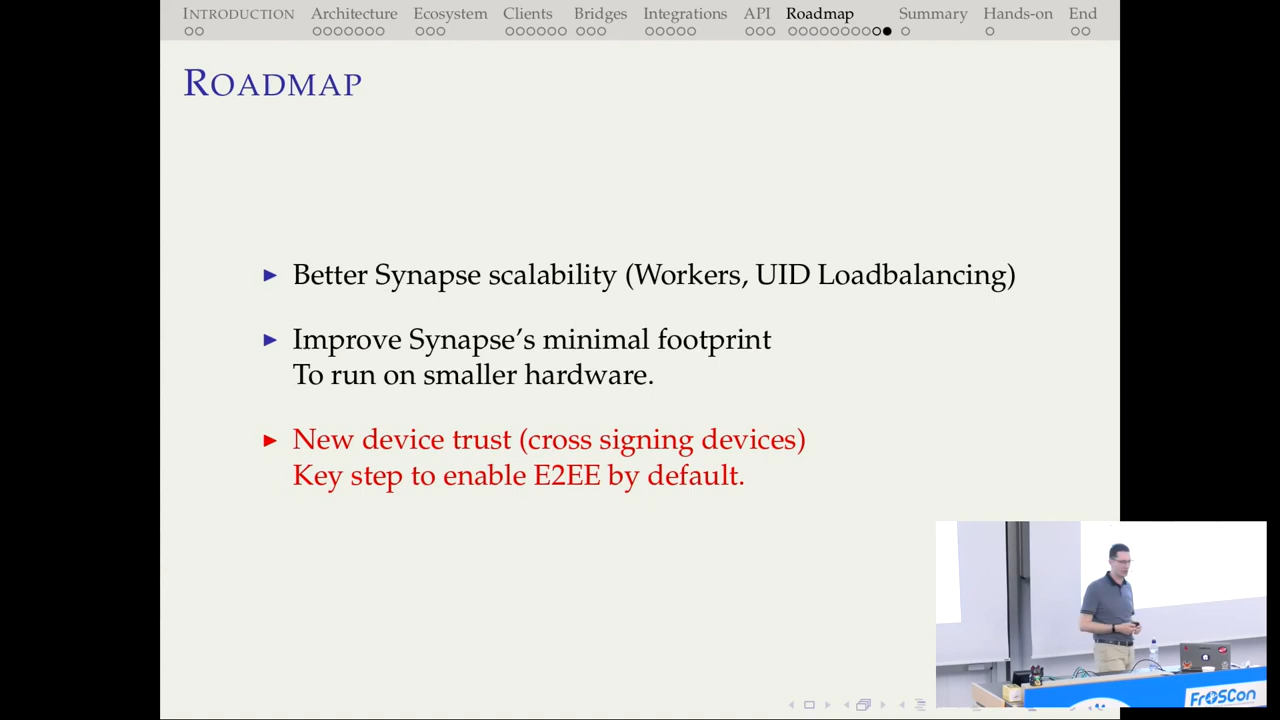 INTRODUCTION Architecture Ecosystem Clients Bridges Integrations API Roadmap Summary Hands-on End
ROADMAP
Better Synapse scalability (Workers, UID Loadbalancing)
Improve Synapse's minimal footprint
To run on smaller hardware.
New device trust (cross signing devices)
Key step to enable E2EE by default.
FrOSCon